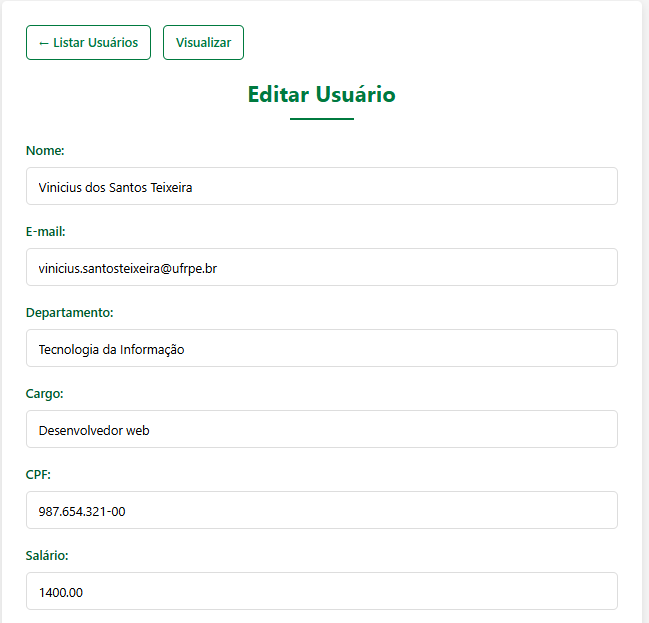 ← Listar Usuários
Visualizar
Editar Usuário
Nome:
Vinicius dos Santos Teixeira
E-mail:
vinicius.santosteixeira@ufrpe.br
Departamento:
Tecnologia da Informação
Cargo:
Desenvolvedor web
CPF:
987.654.321-00
Salário:
1400.00